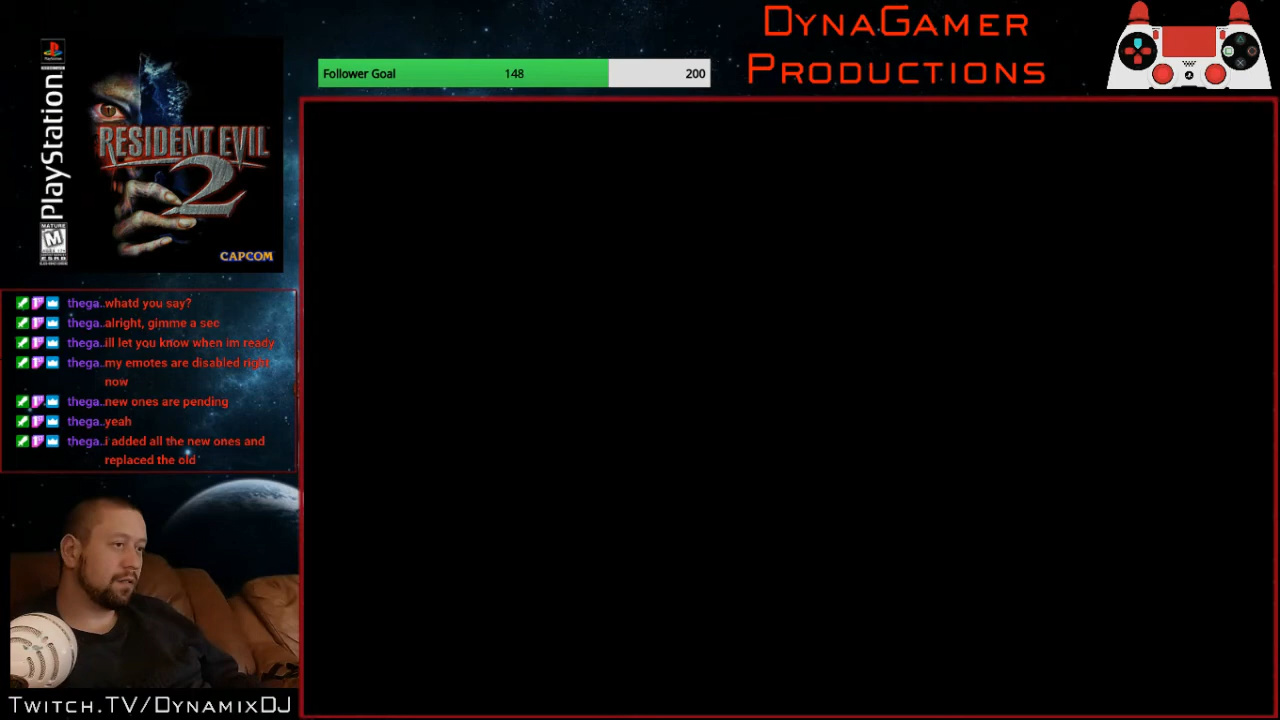 DynaGamer
Productions
Follower Goal 148 200
PlayStation
RESIDENT EVIL
2
MATURE
M
ESRB
CAPCOM
thega..whatd you say?
thega..alright, gimme a sec
thega..ill let you know when im ready
thega..my emotes are disabled right
now
thega..new ones are pending
thega..yeah
thega..i added all the new ones and
replaced the old
Twitch.TV/DynamixDJ